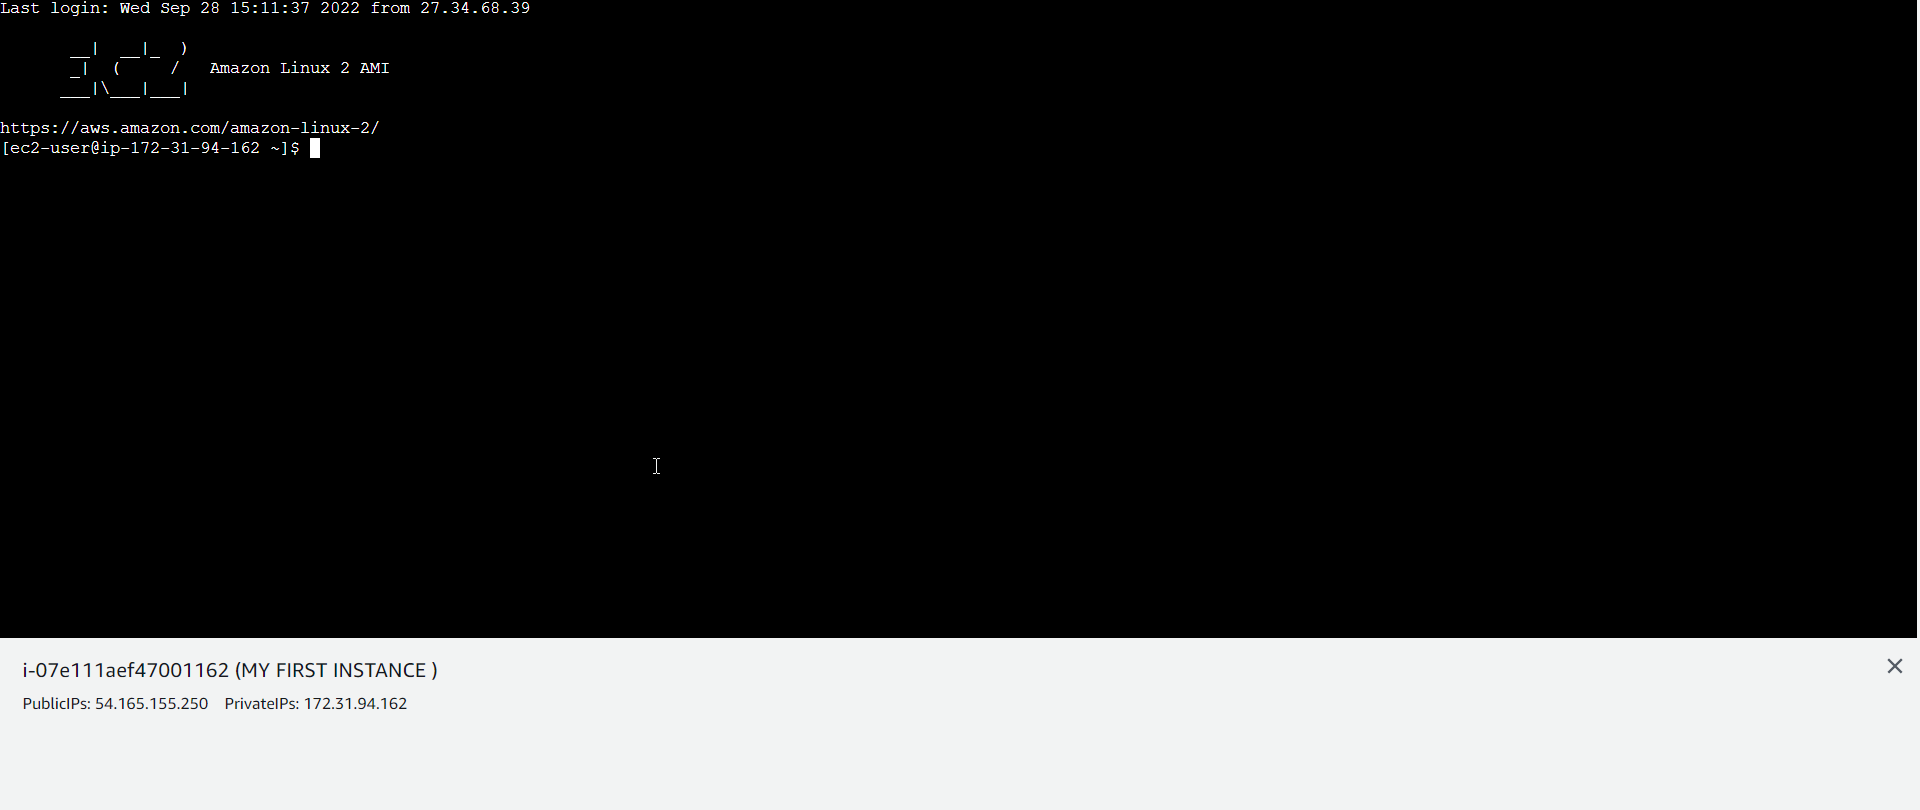 Last login: Wed Sep 28 15:11:37 2022 from 27.34.68.39
       __|  __|_  )
       _|  (     /   Amazon Linux 2 AMI
      ___|\___|___|
https://aws.amazon.com/amazon-linux-2/
[ec2-user@ip-172-31-94-162 ~]$
i-07e111aef47001162 (MY FIRST INSTANCE )
PublicIPs: 54.165.155.250 PrivateIPs: 172.31.94.162